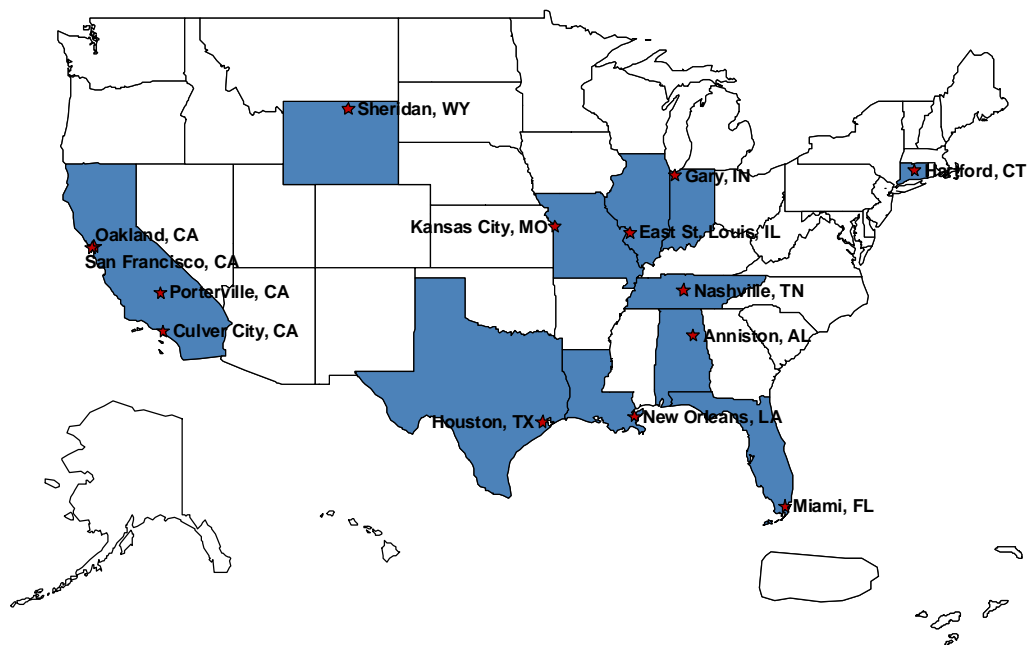 Sheridan, WY
Hartford, CT
Gary, IN
Kansas City, MO
East St. Louis, IL
Oakland, CA
San Francisco, CA
Porterville, CA
Nashville, TN
Culver City, CA
Anniston, AL
Houston, TX
New Orleans, LA
Miami, FL